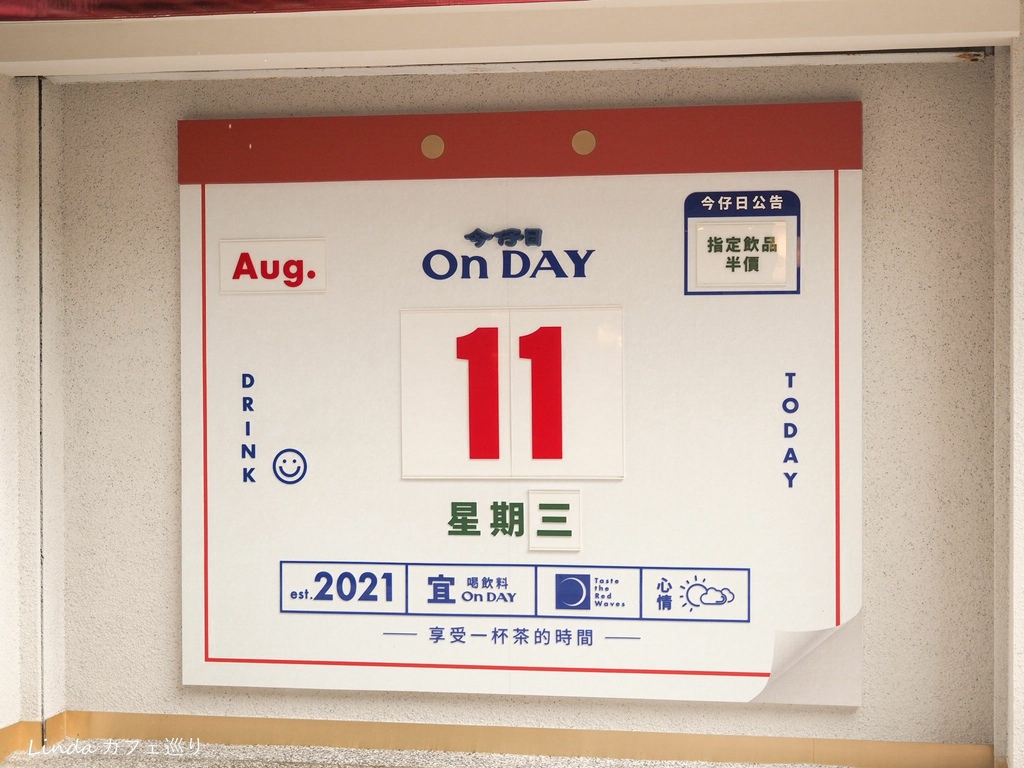 今仔日公告
指定飲品
半價
今仔日
On DAY
Aug.
11
DRINK
TODAY
星期三
est.2021
宜
喝飲料
On DAY
Taste
the
Red
Waves
心情
享受一杯茶的時間
Linda カフェ巡り